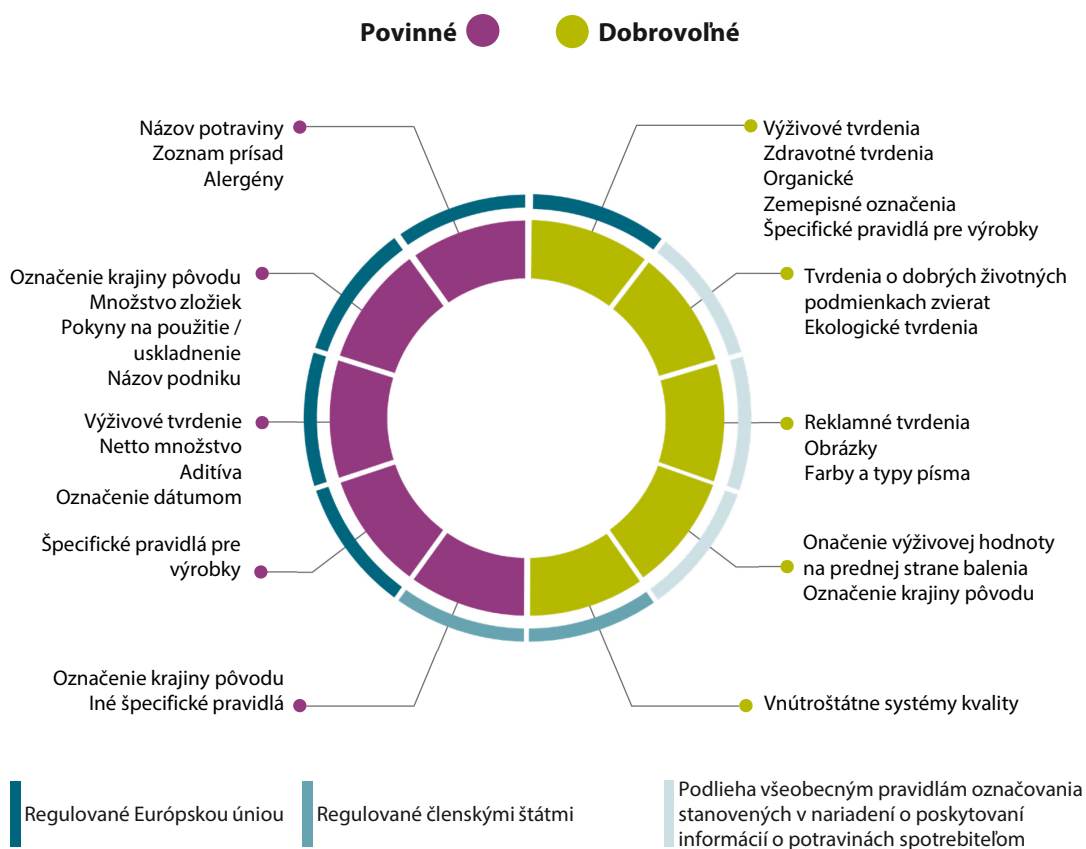 Povinné
Dobrovoľné
Názov potraviny
Zoznam prísad
Alergény
Označenie krajiny pôvodu
Množstvo zložiek
Pokyny na použitie /
uskladnenie
Názov podniku
Výživové tvrdenie
Netto množstvo
Aditíva
Označenie dátumom
Špecifické pravidlá pre
výrobky
Označenie krajiny pôvodu
Iné špecifické pravidlá
Výživové tvrdenia
Zdravotné tvrdenia
Organické
Zemepisné označenia
Špecifické pravidlá pre výrobky
Tvrdenia o dobrých životných
podmienkach zvierat
Ekologické tvrdenia
Reklamné tvrdenia
Obrázky
Farby a typy písma
Onačenie výživovej hodnoty
na prednej strane balenia
Označenie krajiny pôvodu
Vnútroštátne systémy kvality
Regulované Európskou úniou
Regulované členskými štátmi
Podlieha všeobecným pravidlám označovania
stanovených v nariadení o poskytovaní
informácií o potravinách spotrebiteľom